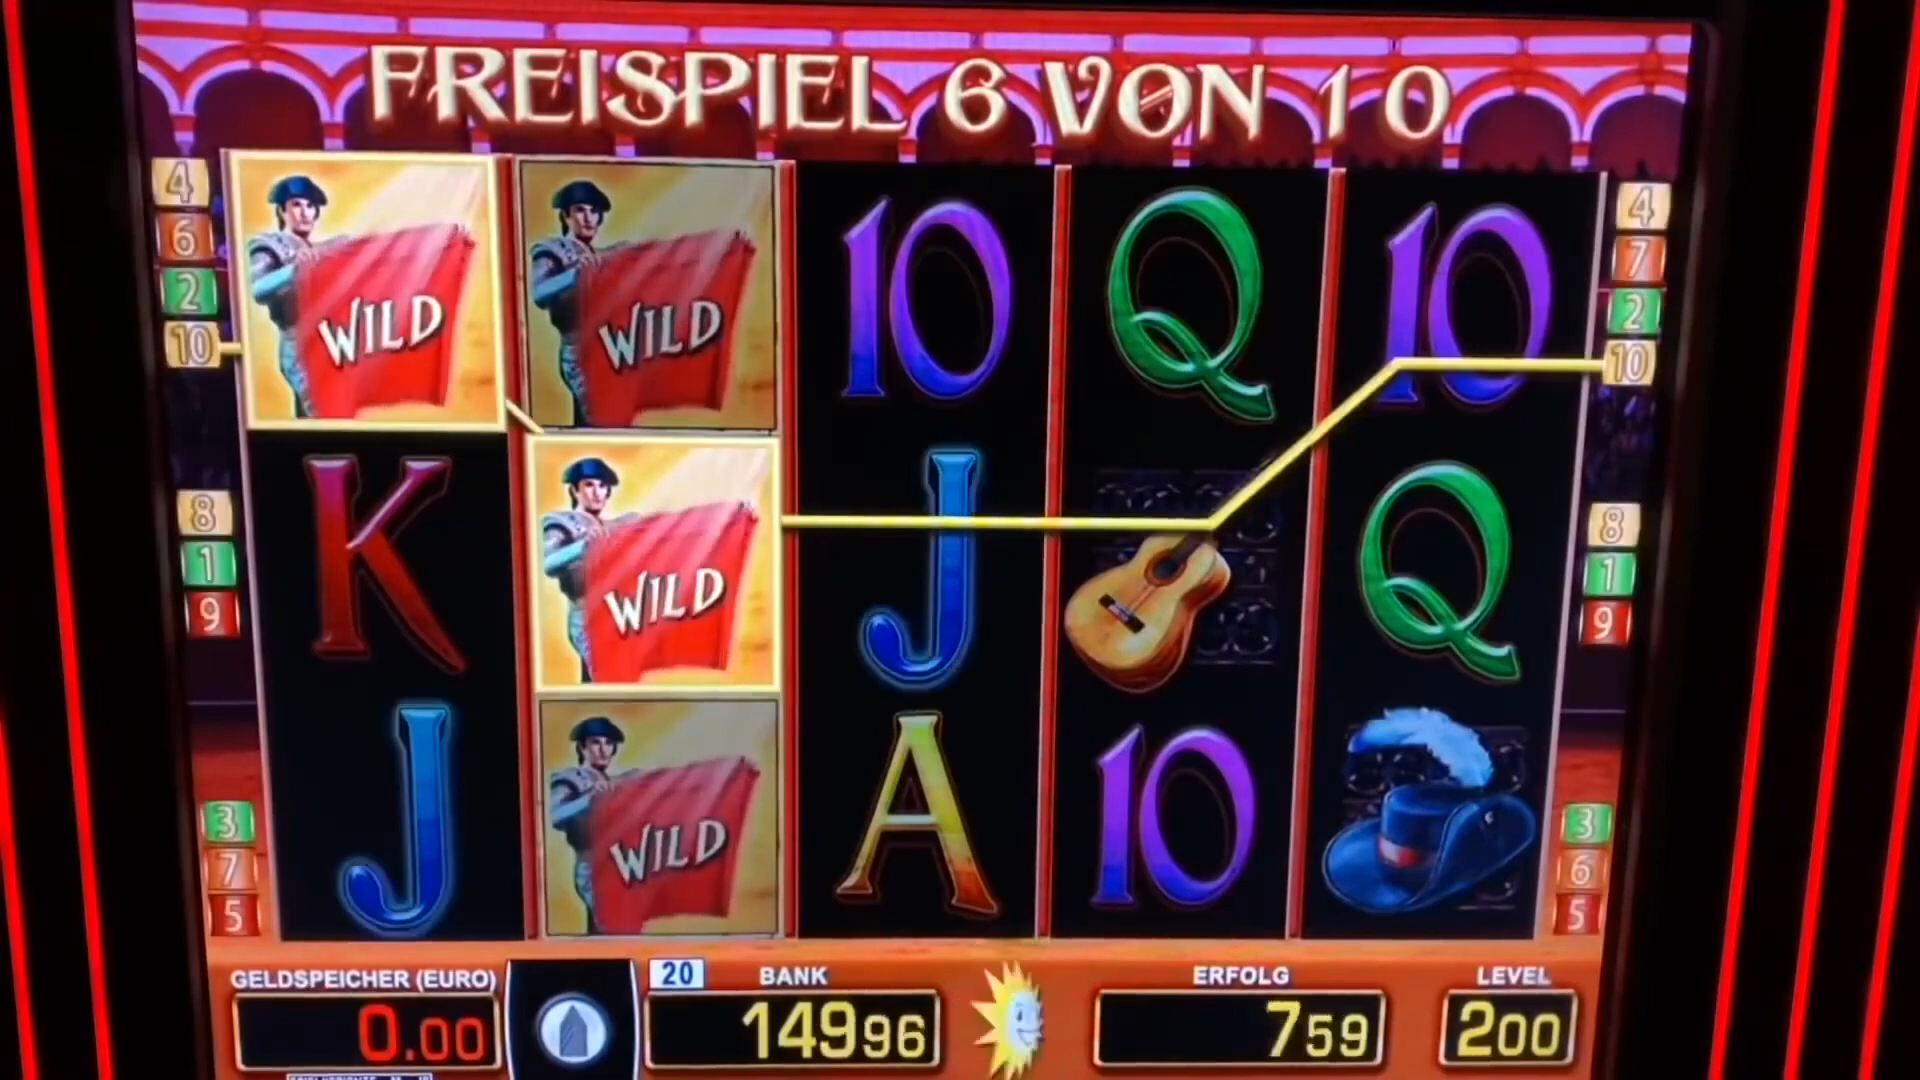 FREISPIEL 6 VON 10
4 WILD WILD 10 Q 10 4
6 7
2 2
10 10
8 K WILD J Q 8
1 1
9 9
3 J WILD A 10 3
7 6
5 5
GELDSPEICHER (EURO) 20 BANK ERFOLG LEVEL
0.00 149 96 7 59 200